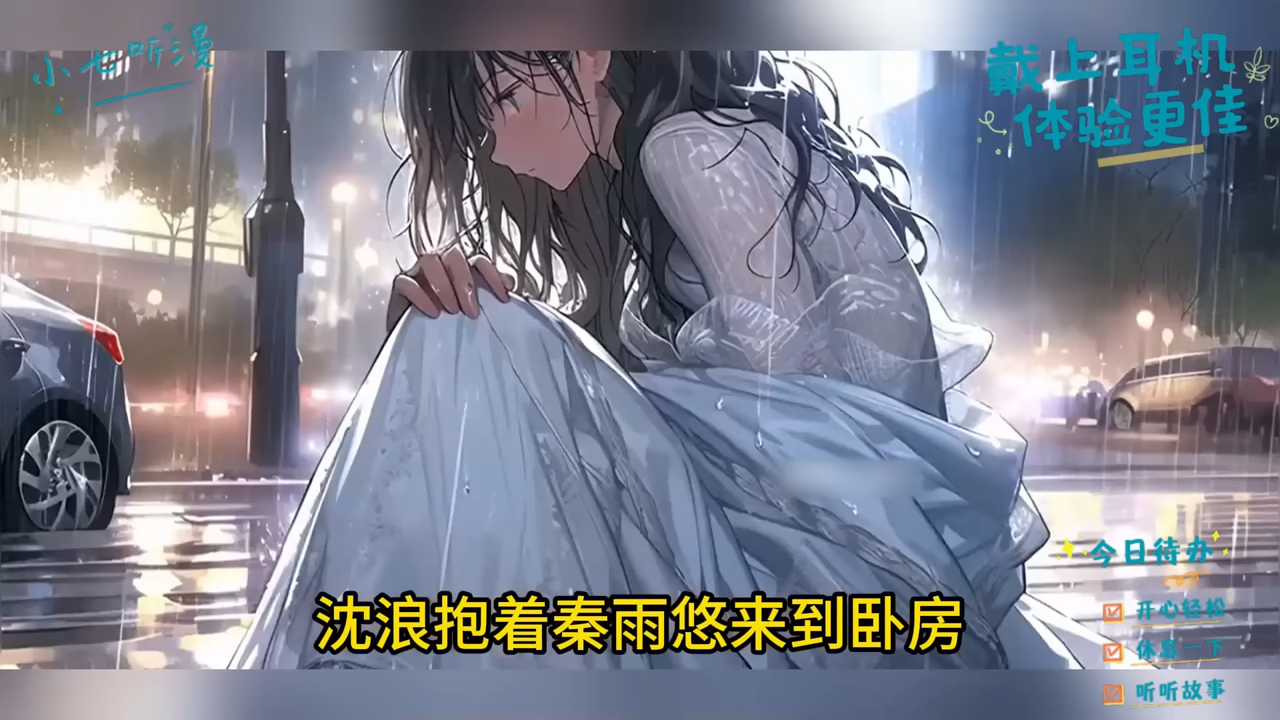 小七听漫
戴上耳机
体验更佳
今日待办
开心轻松
休息一下
听听故事
沈浪抱着秦雨悠来到卧房